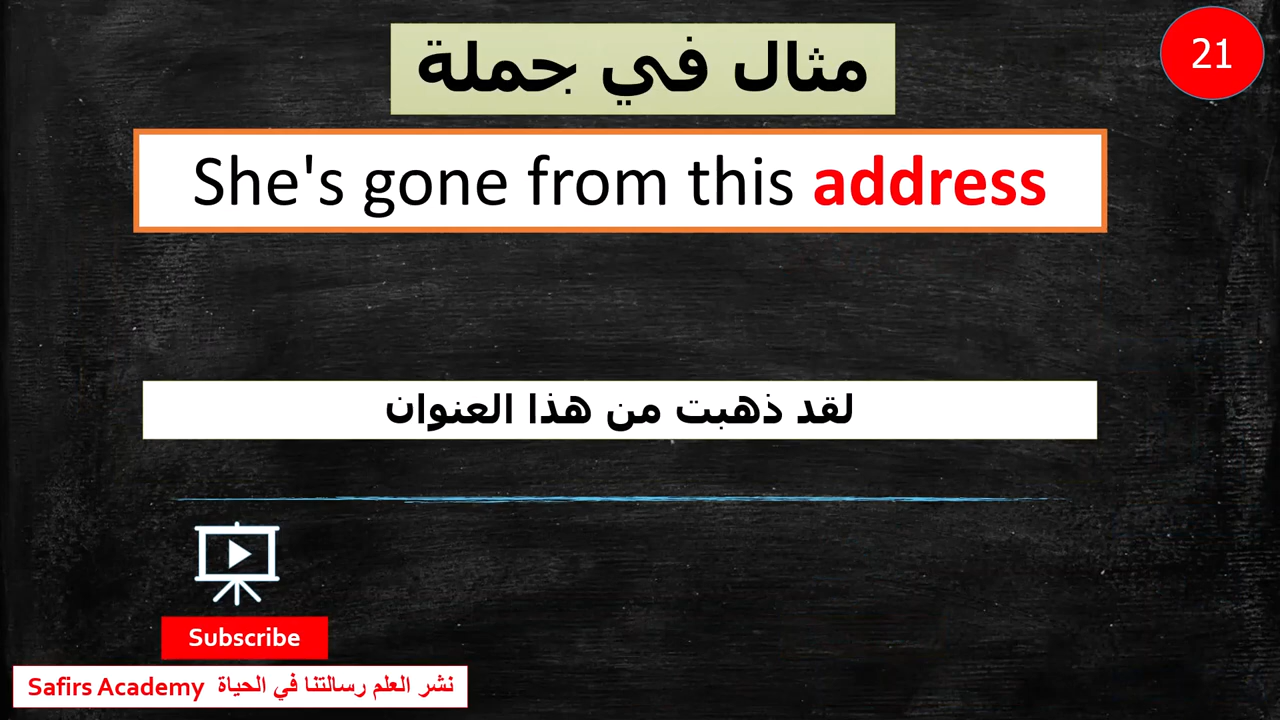 مثال في جملة
21
She's gone from this address
لقد ذهبت من هذا العنوان
Subscribe
Safirs Academy نشر العلم رسالتنا في الحياة